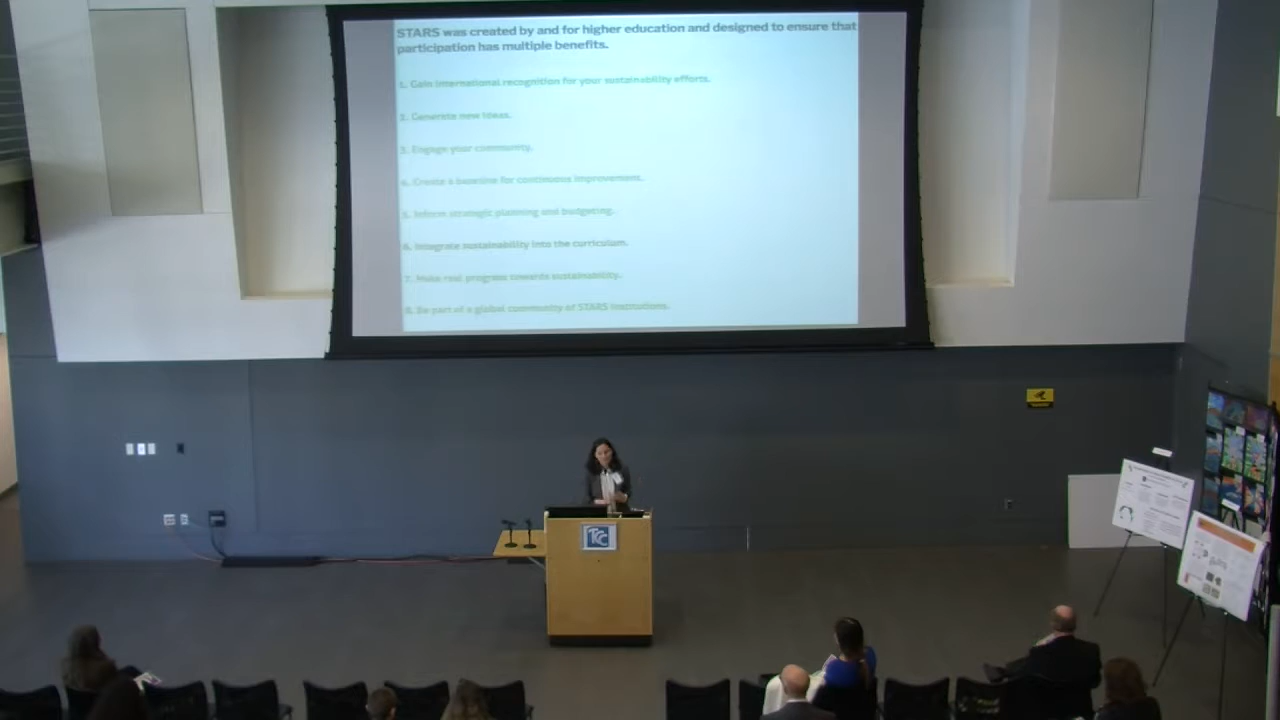 STARS was created by and for higher education and designed to ensure that
participation has multiple benefits.
1. Gain international recognition for your sustainability efforts.
2. Generate new ideas.
3. Engage your community.
4. Create a baseline for continuous improvement.
5. Inform strategic planning and budgeting.
6. Integrate sustainability into the curriculum.
7. Make real progress towards sustainability.
8. Be part of a global community of STARS institutions.
TCC